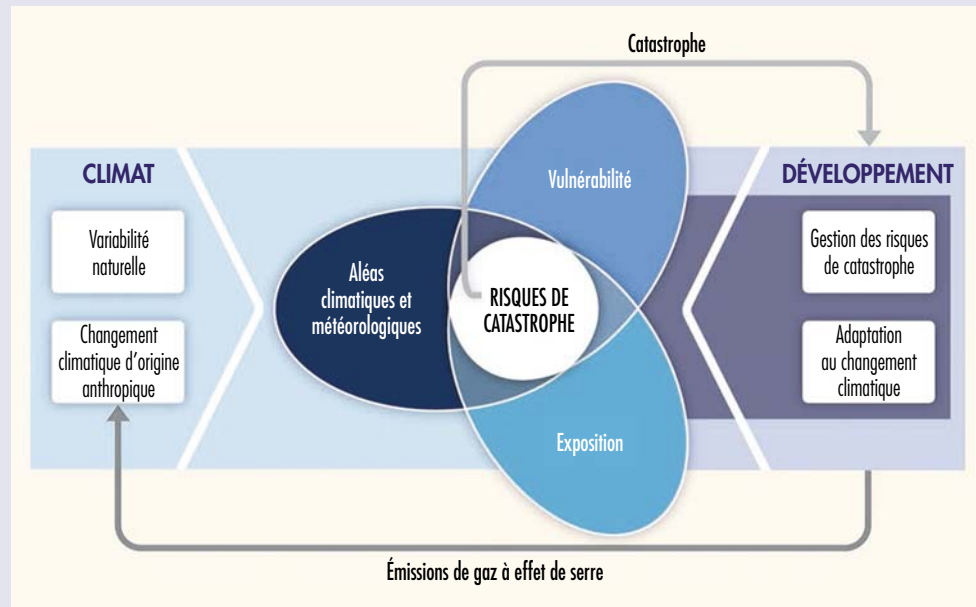 Catastrophe
CLIMAT
Variabilité
naturelle
Changement
climatique d'origine
anthropique
Aléas
climatiques et
météorologiques
Vulnérabilité
RISQUES DE
CATASTROPHE
Exposition
DÉVELOPPEMENT
Gestion des risques
de catastrophe
Adaptation
au changement
climatique
Émissions de gaz à effet de serre